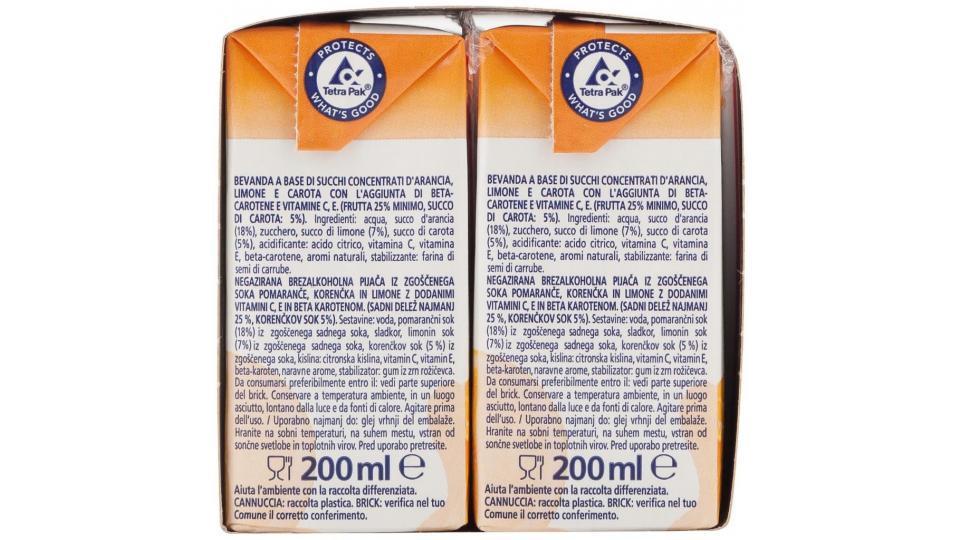 PROTECTS
Tetra Pak®
WHAT'S GOOD
BEVANDA A BASE DI SUCCHI CONCENTRATI D'ARANCIA,
LIMONE E CAROTA CON L'AGGIUNTA DI BETA-
CAROTENE E VITAMINE C, E. (FRUTTA 25% MINIMO, SUCCO
DI CAROTA: 5%). Ingredienti: acqua, succo d'arancia
(18%), zucchero, succo di limone (7%), succo di carota
(5%), acidificante: acido citrico, vitamina C, vitamina
E, beta-carotene, aromi naturali, stabilizzante: farina di
semi di carrube.
NEGAZIRANA BREZALKOHOLNA PIJAČA IZ ZGOŠČENEGA
SOKA POMARANČE, KORENČKA IN LIMONE Z DODANIMI
VITAMINI C, E IN BETA KAROTENOM. (SADNI DELEŽ NAJMANJ
25 %, KORENČKOV SOK 5%). Sestavine: voda, pomarančni sok
(18%) iz zgoščenega sadnega soka, sladkor, limonin sok
(7%) iz zgoščenega sadnega soka, korenčkov sok (5 %) iz
zgoščenega soka, kislina: citronska kislina, vitamin C, vitamin E,
beta-karoten, naravne arome, stabilizator: gum iz zrn rožičevca.
Da consumarsi preferibilmente entro il: vedi parte superiore
del brick. Conservare a temperatura ambiente, in un luogo
asciutto, lontano dalla luce e da fonti di calore. Agitare prima
dell'uso. / Uporabno najmanj do: glej vrhnji del embalaže.
Hranite na sobni temperaturi, na suhem mestu, vstran od
sončne svetlobe in toplotnih virov. Pred uporabo pretresite.
200 ml e
Aiuta l'ambiente con la raccolta differenziata.
CANNUCCIA: raccolta plastica. BRICK: verifica nel tuo
Comune il corretto conferimento.
PROTECTS
Tetra Pak®
WHAT'S GOOD
BEVANDA A BASE DI SUCCHI CONCENTRATI D'ARANCIA,
LIMONE E CAROTA CON L'AGGIUNTA DI BETA-
CAROTENE E VITAMINE C, E. (FRUTTA 25% MINIMO, SUCCO
DI CAROTA: 5%). Ingredienti: acqua, succo d'arancia
(18%), zucchero, succo di limone (7%), succo di carota
(5%), acidificante: acido citrico, vitamina C, vitamina
E, beta-carotene, aromi naturali, stabilizzante: farina di
semi di carrube.
NEGAZIRANA BREZALKOHOLNA PIJAČA IZ ZGOŠČENEGA
SOKA POMARANČE, KORENČKA IN LIMONE Z DODANIMI
VITAMINI C, E IN BETA KAROTENOM. (SADNI DELEŽ NAJMANJ
25 %, KORENČKOV SOK 5%). Sestavine: voda, pomarančni sok
(18%) iz zgoščenega sadnega soka, sladkor, limonin sok
(7%) iz zgoščenega sadnega soka, korenčkov sok (5 %) iz
zgoščenega soka, kislina: citronska kislina, vitamin C, vitamin E,
beta-karoten, naravne arome, stabilizator: gum iz zrn rožičevca.
Da consumarsi preferibilmente entro il: vedi parte superiore
del brick. Conservare a temperatura ambiente, in un luogo
asciutto, lontano dalla luce e da fonti di calore. Agitare prima
dell'uso. / Uporabno najmanj do: glej vrhnji del embalaže.
Hranite na sobni temperaturi, na suhem mestu, vstran od
sončne svetlobe in toplotnih virov. Pred uporabo pretresite.
200 ml e
Aiuta l'ambiente con la raccolta differenziata.
CANNUCCIA: raccolta plastica. BRICK: verifica nel tuo
Comune il corretto conferimento.